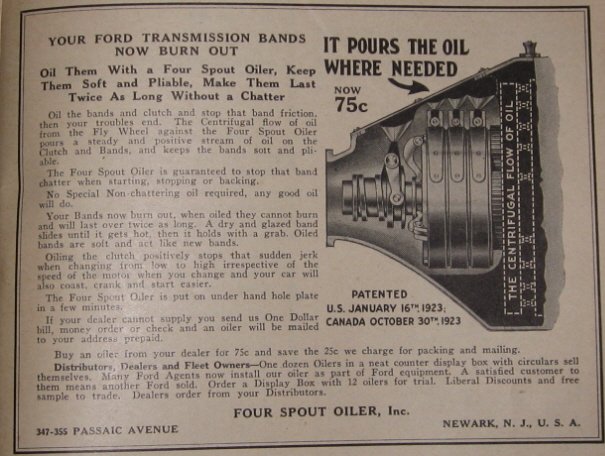 YOUR FORD TRANSMISSION BANDS
NOW BURN OUT
Oil Them With a Four Spout Oiler, Keep
Them Soft and Pliable, Make Them Last
Twice As Long Without a Chatter
Oil the bands and clutch and stop that band friction,
then your troubles end. The Centrifugal flow of oil
from the Fly Wheel against the Four Spout Oiler
pours a steady and positive stream of oil on the
Clutch and Bands, and keeps the bands soft and pli-
able.
The Four Spout Oiler is guaranteed to stop that band
chatter when starting, stopping or backing.
No Special Non-chattering oil required, any good oil
will do.
Your Bands now burn out, when oiled they cannot burn
and will last over twice as long. A dry and glazed band
slides until it gets hot, then it holds with a grab. Oiled
bands are soft and act like new bands.
Oiling the clutch positively stops that sudden jerk
when changing from low to high irrespective of the
speed of the motor when you change and your car will
also coast, crank and start easier.
The Four Spout Oiler is put on under hand hole plate
in a few minutes.
If your dealer cannot supply you send us One Dollar
bill, money order or check and an oiler will be mailed
to your address prepaid.
IT POURS THE OIL
WHERE NEEDED
NOW
75c
THE CENTRIFUGAL FLOW OF OIL
PATENTED
U.S. JANUARY 16TH, 1923;
CANADA OCTOBER 30TH, 1923
Buy an oiler from your dealer for 75c and save the 25c we charge for packing and mailing.
Distributors, Dealers and Fleet Owners—One dozen Oilers in a neat counter display box with circulars sell
themselves. Many Ford Agents now install our oiler as part of Ford equipment. A satisfied customer to
them means another Ford sold. Order a Display Box with 12 oilers for trial. Liberal Discounts and free
sample to trade. Dealers order from your Distributors.
FOUR SPOUT OILER, Inc.
347-355 PASSAIC AVENUE
NEWARK, N. J., U. S. A.